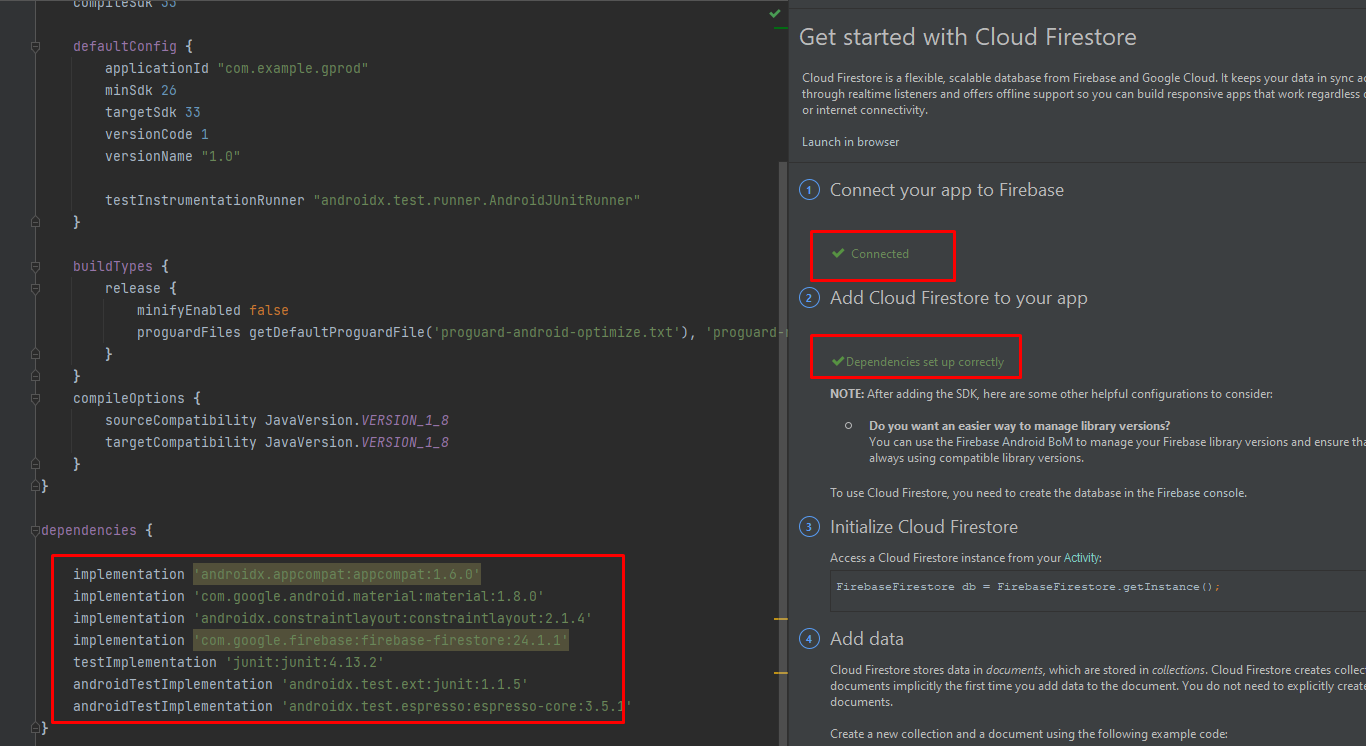 compileSdk 33
defaultConfig {
applicationId "com.example.gprod"
minSdk 26
targetSdk 33
versionCode 1
versionName "1.0"
testInstrumentationRunner "androidx.test.runner.AndroidJUnitRunner"
}
buildTypes {
release {
minifyEnabled false
proguardFiles getDefaultProguardFile('proguard-android-optimize.txt'), 'proguard-
}
}
compileOptions {
sourceCompatibility JavaVersion.VERSION_1_8
targetCompatibility JavaVersion.VERSION_1_8
}
}
dependencies {
implementation 'androidx.appcompat:appcompat:1.6.0'
implementation 'com.google.android.material:material:1.8.0'
implementation 'androidx.constraintlayout:constraintlayout:2.1.4'
implementation 'com.google.firebase:firebase-firestore:24.1.1'
testImplementation 'junit:junit:4.13.2'
androidTestImplementation 'androidx.test.ext:junit:1.1.5'
androidTestImplementation 'androidx.test.espresso:espresso-core:3.5.1'
}
Get started with Cloud Firestore
Cloud Firestore is a flexible, scalable database from Firebase and Google Cloud. It keeps your data in sync
through realtime listeners and offers offline support so you can build responsive apps that work regardless
or internet connectivity.
Launch in browser
1 Connect your app to Firebase
Connected
2 Add Cloud Firestore to your app
Dependencies set up correctly
NOTE: After adding the SDK, here are some other helpful configurations to consider:
Do you want an easier way to manage library versions?
You can use the Firebase Android BoM to manage your Firebase library versions and ensure
always using compatible library versions.
To use Cloud Firestore, you need to create the database in the Firebase console.
3 Initialize Cloud Firestore
Access a Cloud Firestore instance from your Activity:
FirebaseFirestore db = FirebaseFirestore.getInstance();
4 Add data
Cloud Firestore stores data in documents, which are stored in collections. Cloud Firestore creates
documents implicitly the first time you add data to the document. You do not need to explicitly create
documents.
Create a new collection and a document using the following example code: